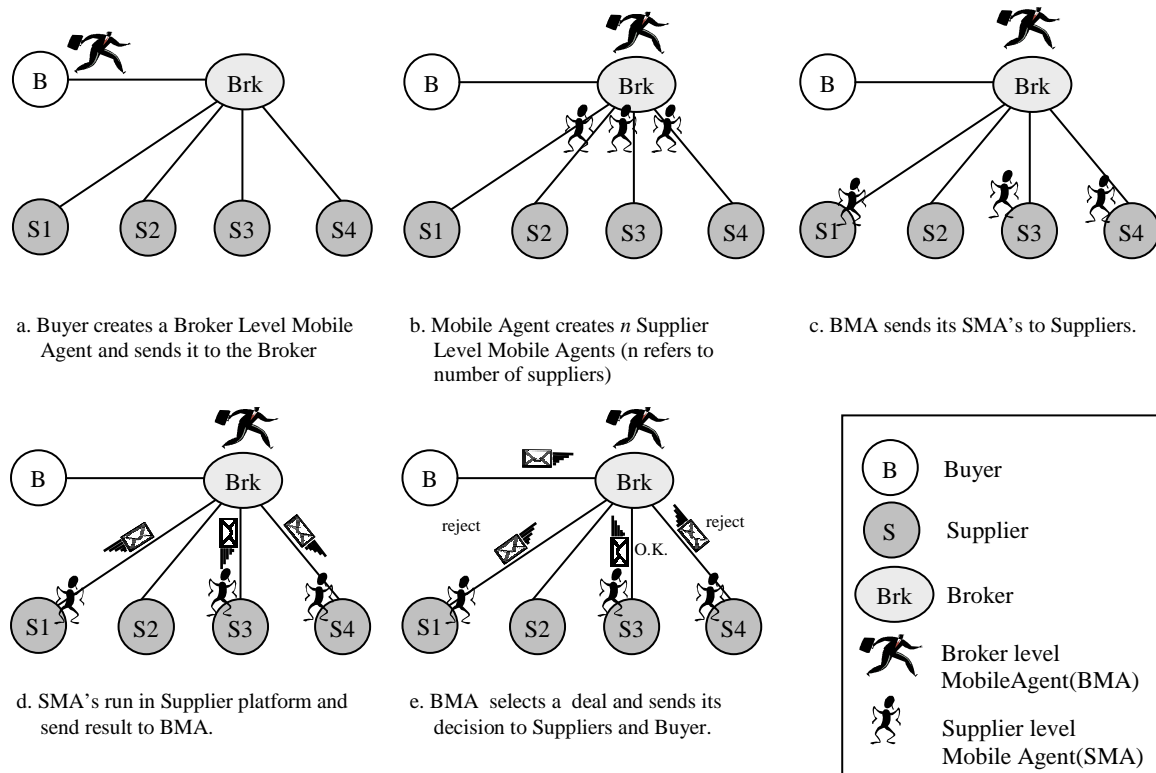 B
Brk
S1
S2
S3
S4
a. Buyer creates a Broker Level Mobile
Agent and sends it to the Broker
B
Brk
S1
S2
S3
S4
b. Mobile Agent creates n Supplier
Level Mobile Agents (n refers to
number of suppliers)
B
Brk
S1
S2
S3
S4
c. BMA sends its SMA's to Suppliers.
B
Brk
S1
S2
S3
S4
d. SMA's run in Supplier platform and
send result to BMA.
B
Brk
reject
reject
O.K.
S1
S2
S3
S4
e. BMA selects a deal and sends its
decision to Suppliers and Buyer.
B Buyer
S Supplier
Brk Broker
Broker level
MobileAgent(BMA)
Supplier level
Mobile Agent(SMA)